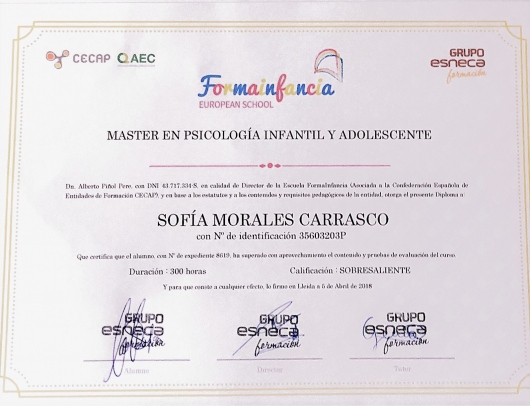 CECAP AEC
GRUPO
esneca
formación
Formainfancia
EUROPEAN SCHOOL
MASTER EN PSICOLOGÍA INFANTIL Y ADOLESCENTE
Dn. Alberto Piñol Pere, con DNI 43.717.334-S, en calidad de Director de la Escuela FormaInfancia (Asociada a la Confederación Española de
Entidades de Formación CECAP), y en base a los estatutos y a los contenidos y requisitos pedagógicos de la entidad, otorga el presente Diploma a:
SOFÍA MORALES CARRASCO
con Nº de identificación 35603203P
Que certifica que el alumno, con Nº de expediente 8619, ha superado con aprovechamiento el contenido y pruebas de evaluación del curso.
Duración : 300 horas Calificación : SOBRESALIENTE
Y para que conste a cualquier efecto, lo firmo en Lleida a 5 de Abril de 2018
GRUPO GRUPO GRUPO
esneca esneca esneca
formación formación formación
Alumno Director Tutor